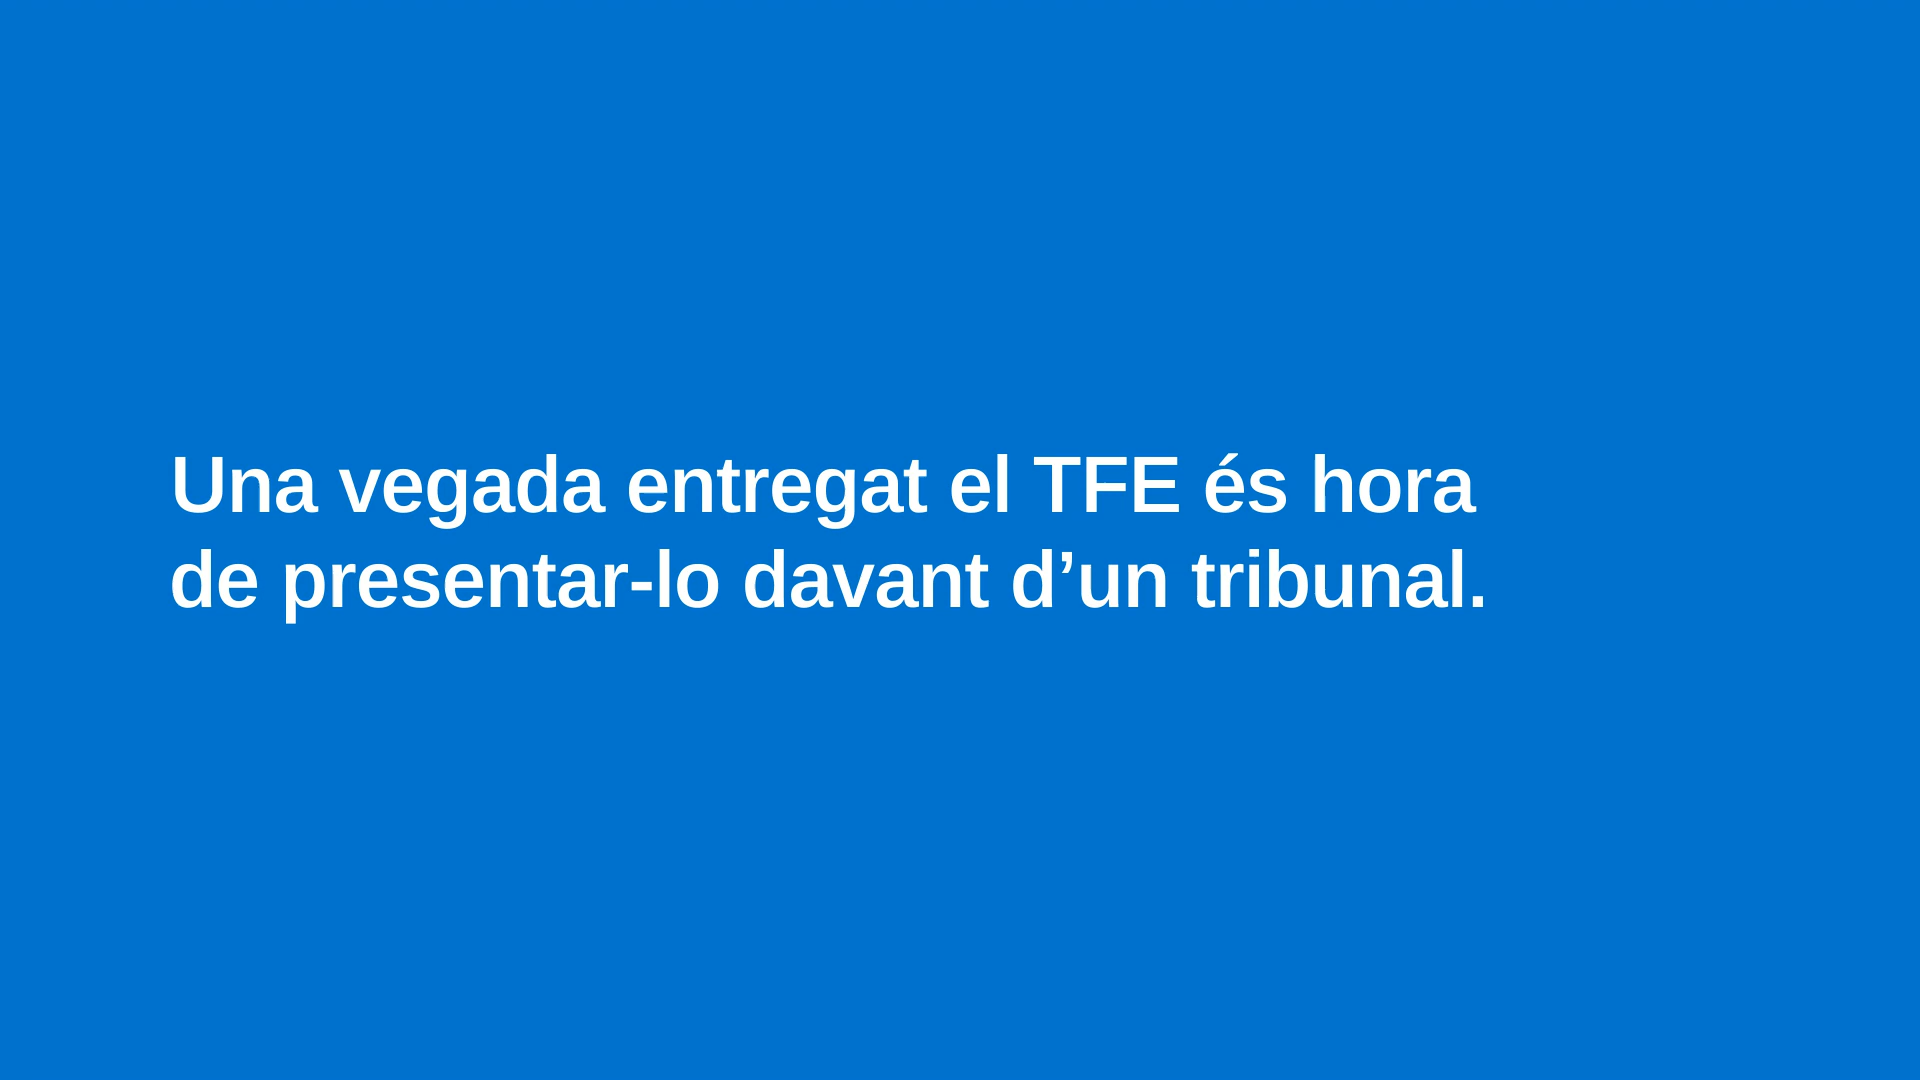 Una vegada entregat el TFE és hora
de presentar-lo davant d’un tribunal.